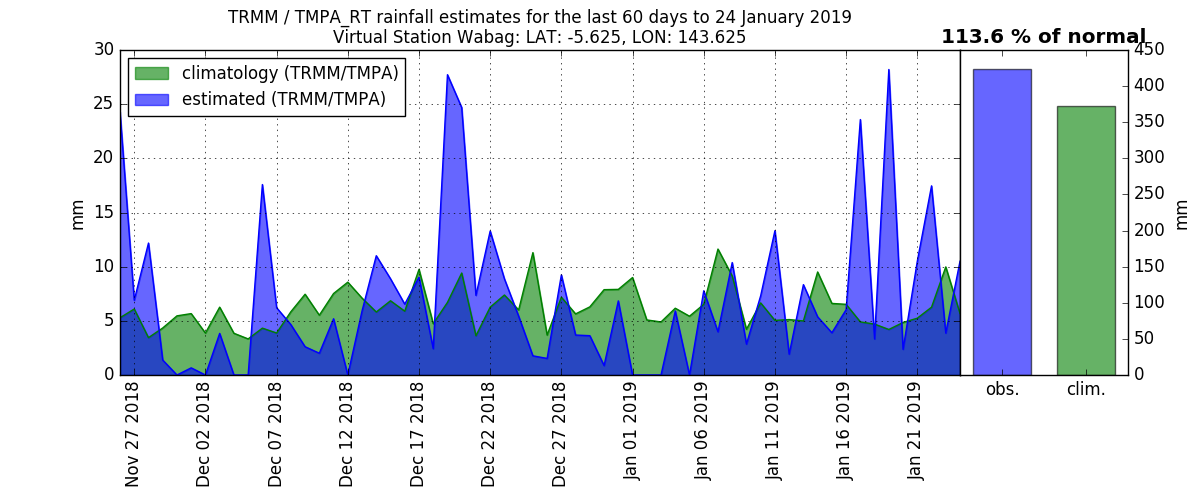 TRMM / TMPA_RT rainfall estimates for the last 60 days to 24 January 2019
Virtual Station Wabag: LAT: -5.625, LON: 143.625
113.6 % of normal
climatology (TRMM/TMPA)
estimated (TRMM/TMPA)
30
25
20
15
10
5
0
mm
450
400
350
300
250
200
150
100
50
0
mm
Nov 27 2018
Dec 02 2018
Dec 07 2018
Dec 12 2018
Dec 17 2018
Dec 22 2018
Dec 27 2018
Jan 01 2019
Jan 06 2019
Jan 11 2019
Jan 16 2019
Jan 21 2019
obs.
clim.